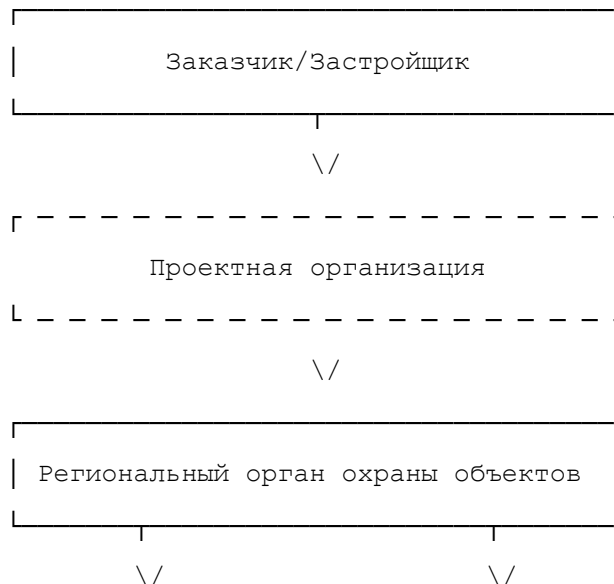 Заказчик/Застройщик
\/
Проектная организация
\/
Региональный орган охраны объектов
\/ \/